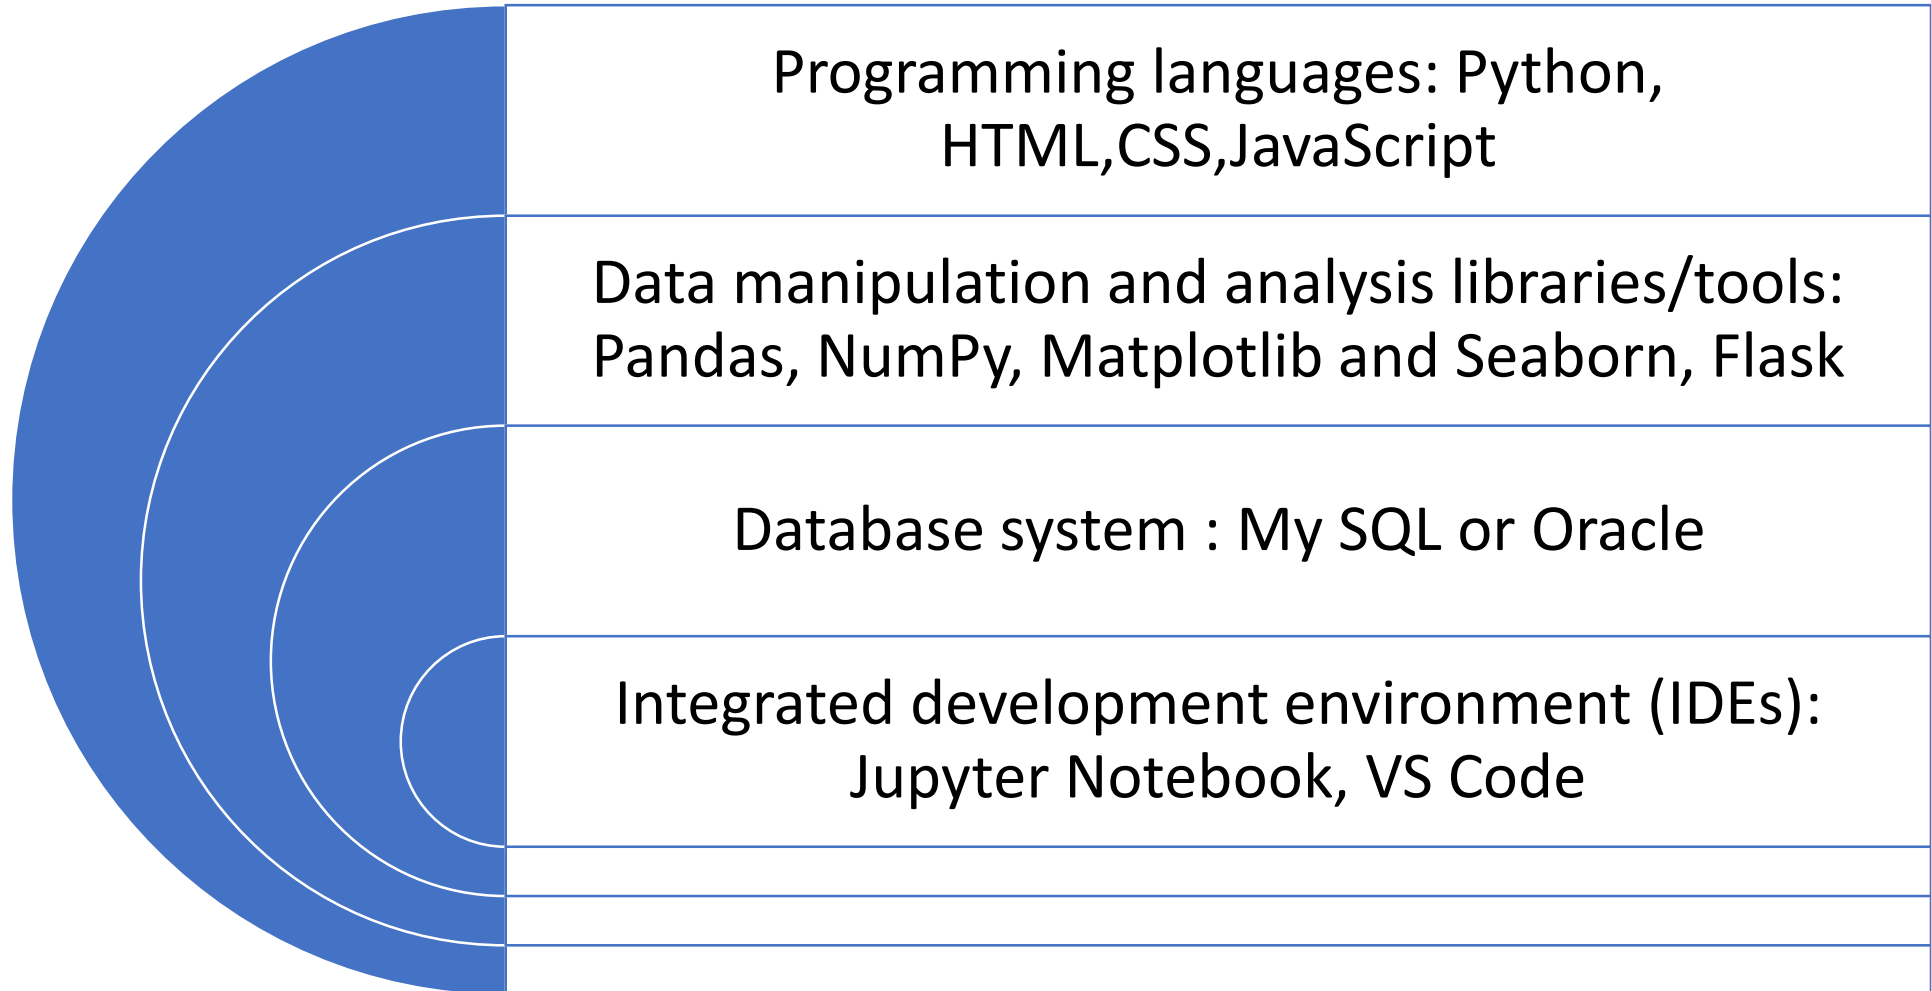 Programming languages: Python,
HTML,CSS,JavaScript
Data manipulation and analysis libraries/tools:
Pandas, NumPy, Matplotlib and Seaborn, Flask
Database system : My SQL or Oracle
Integrated development environment (IDEs):
Jupyter Notebook, VS Code